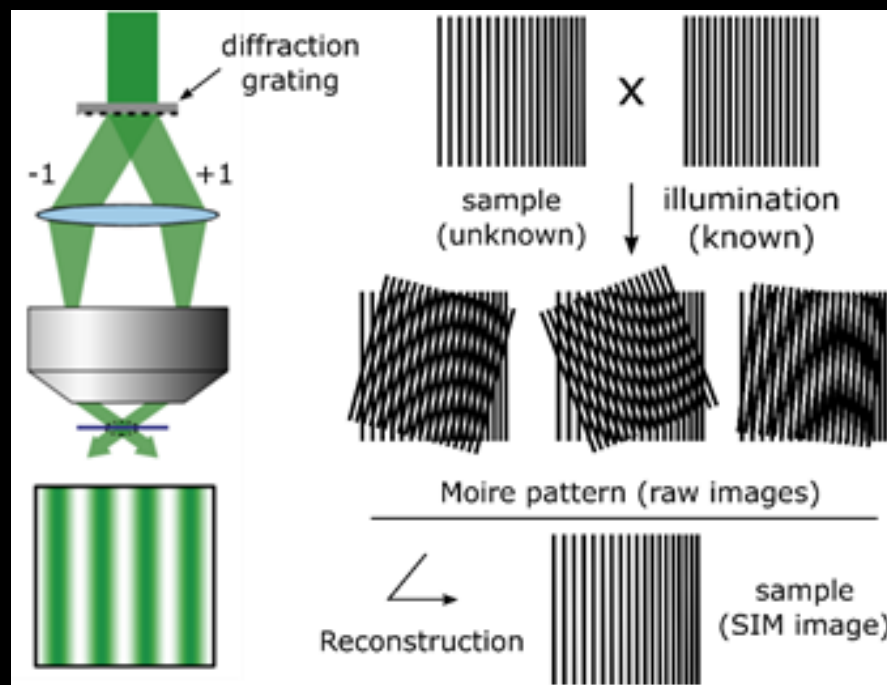 diffraction
grating
-1
+1
x
sample
(unknown)
illumination
(known)
Moire pattern (raw images)
Reconstruction
sample
(SIM image)